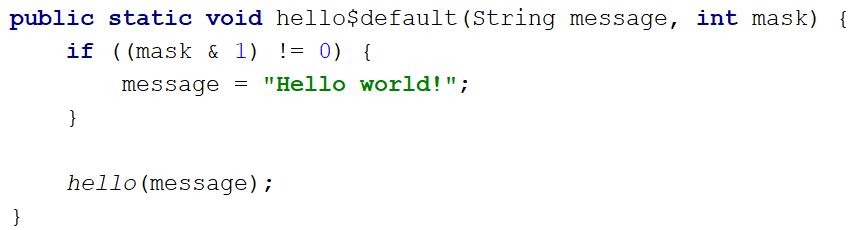 public static void hello$default(String message, int mask) {
    if ((mask & 1) != 0) {
        message = "Hello world!";
    }

    hello(message);
}